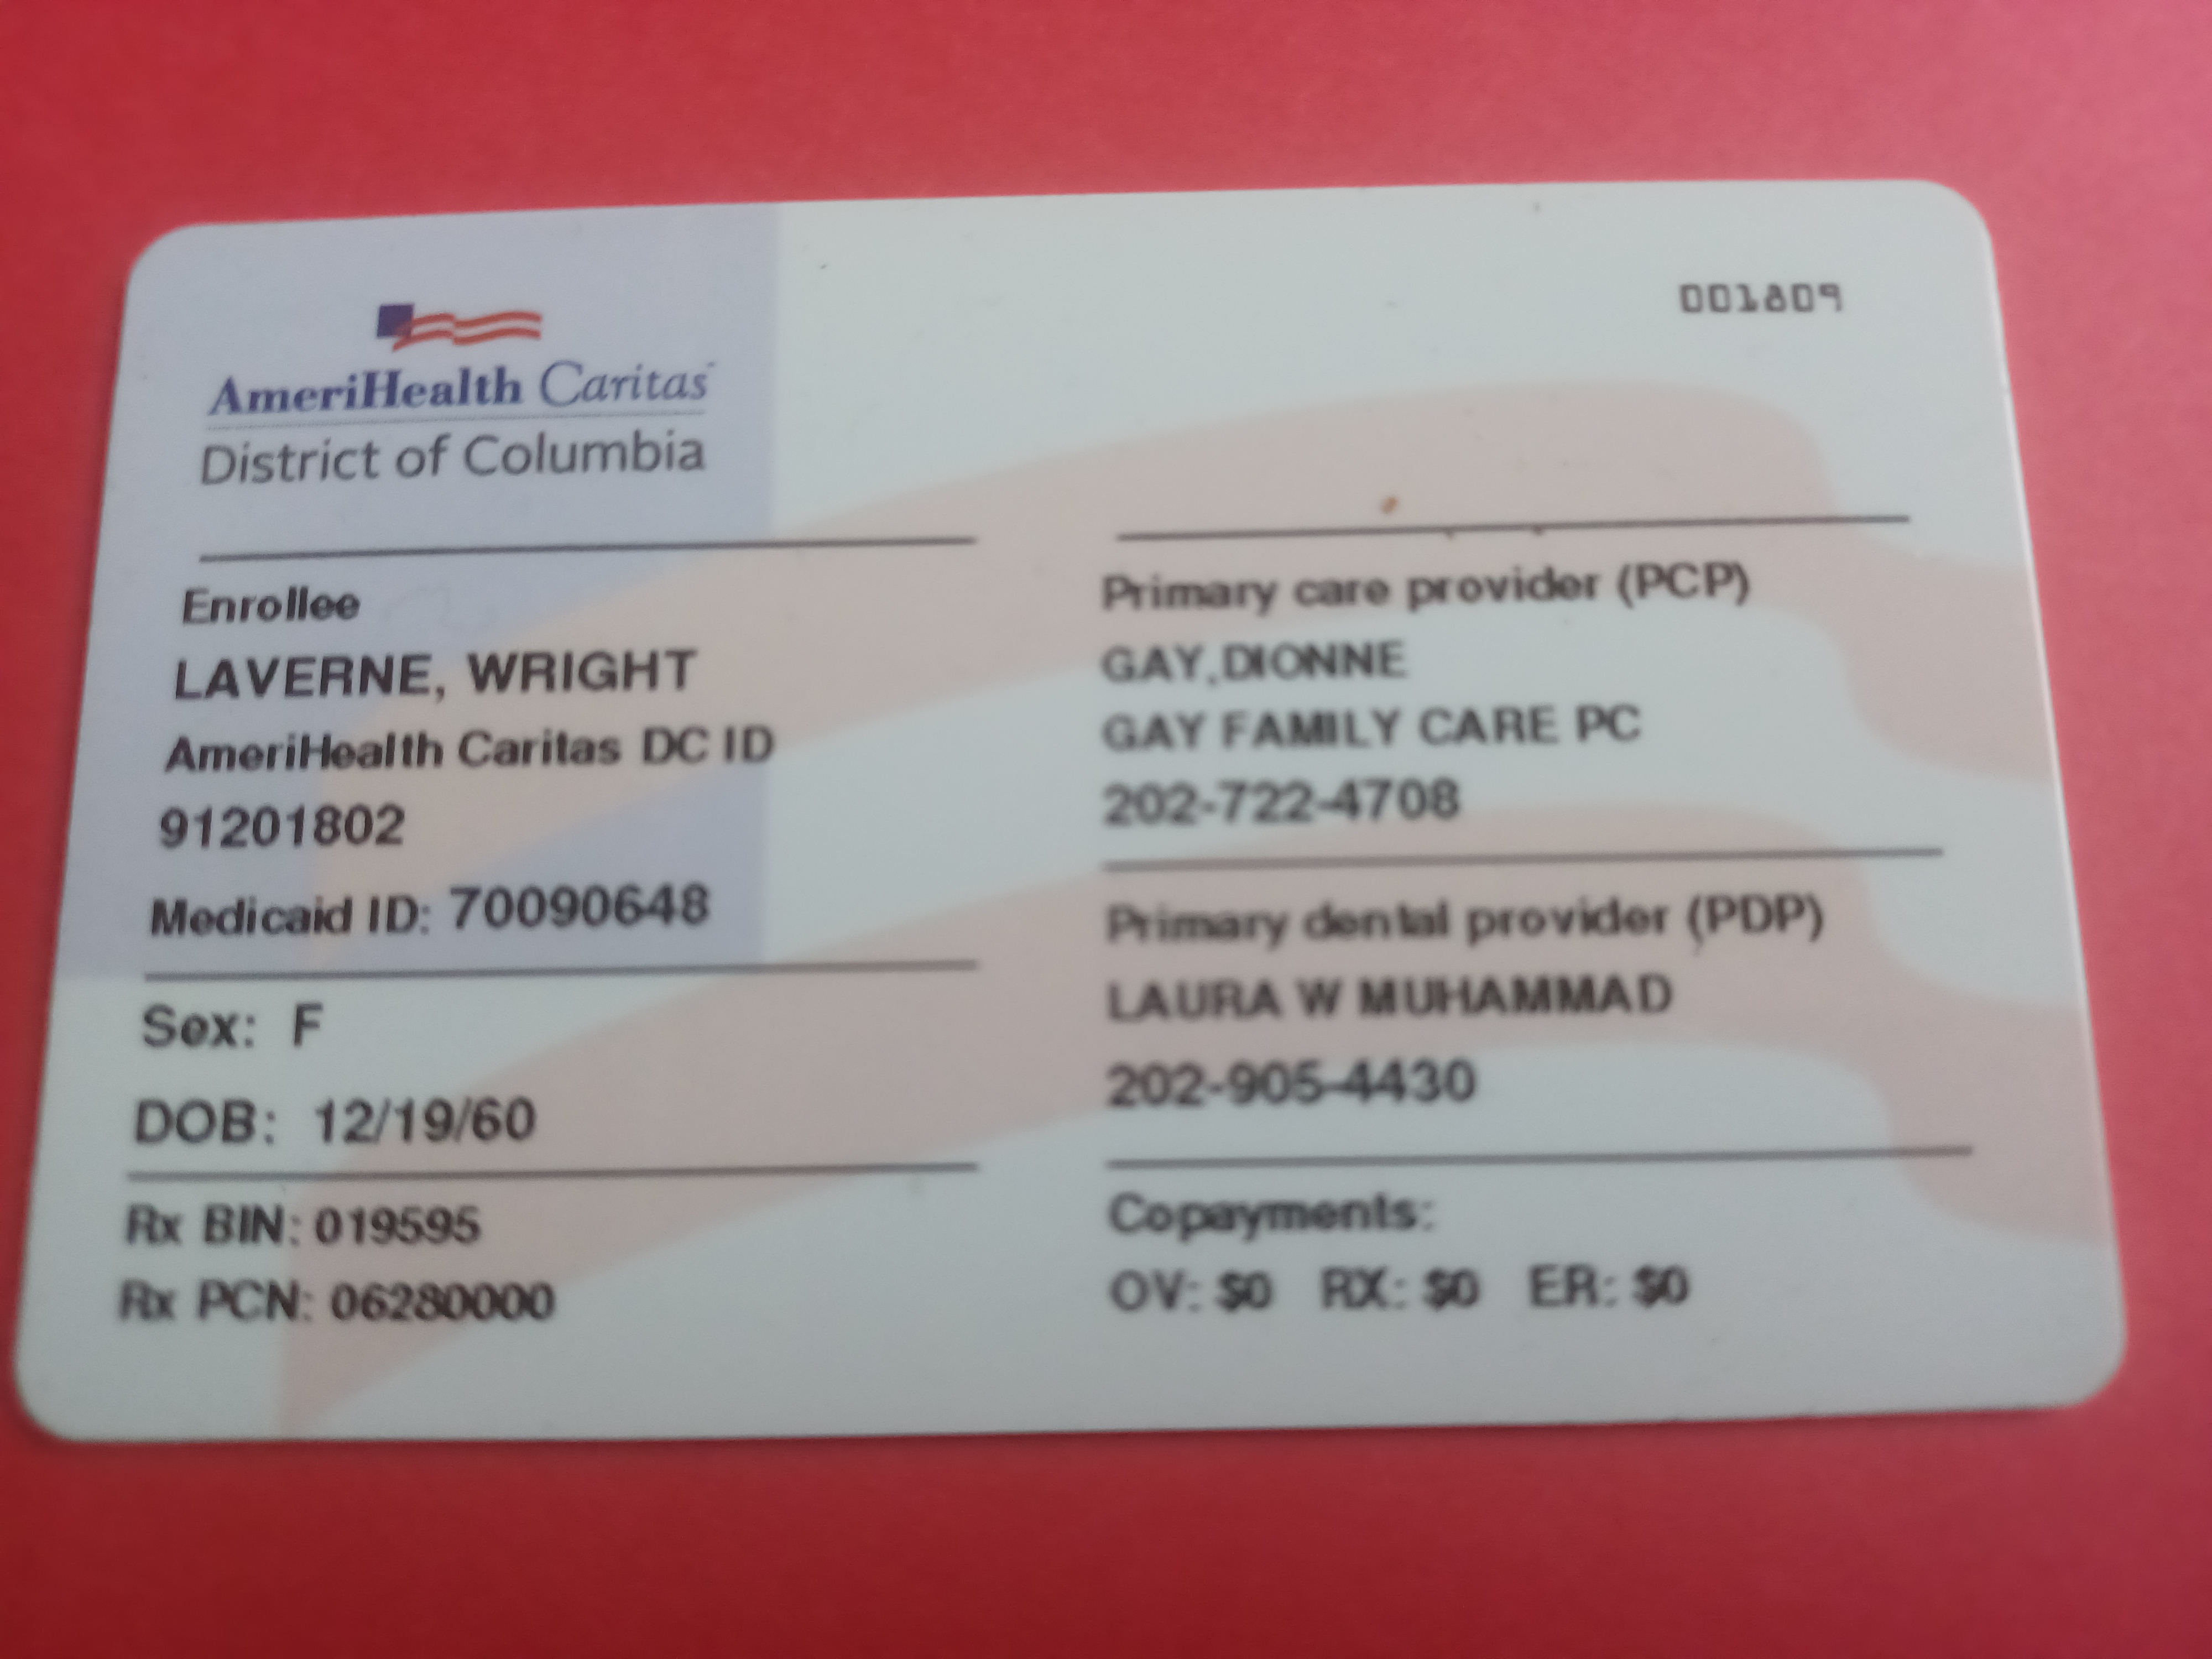 AmeriHealth Caritas
District of Columbia
001809
Enrollee
LAVERNE, WRIGHT
AmeriHealth Caritas DC ID
91201802
Medicaid ID: 70090648
Sex: F
DOB: 12/19/60
Rx BIN: 019595
Rx PCN: 06280000
Primary care provider (PCP)
GAY,DIONNE
GAY FAMILY CARE PC
202-722-4708
Primary dental provider (PDP)
LAURA W MUHAMMAD
202-905-4430
Copayments:
OV: $0 RX: $0 ER: $0